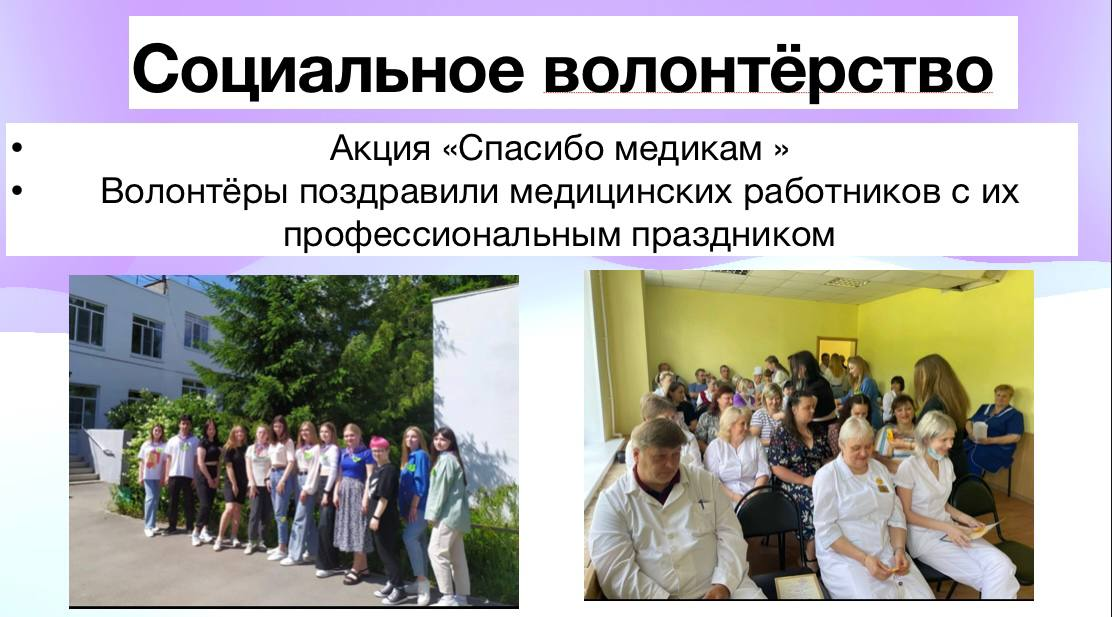 Социальное волонтёрство
• Акция «Спасибо медикам »
• Волонтёры поздравили медицинских работников с их
профессиональным праздником